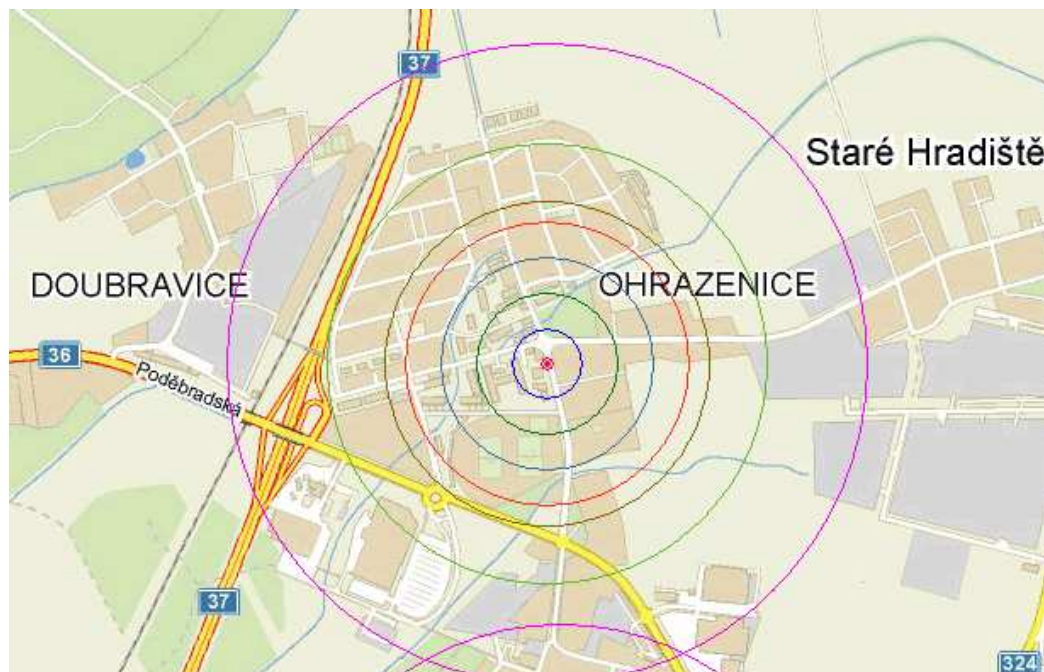 37
Staré Hradiště
DOUBRAVICE
OHRAZENICE
36
Poděbradská
37
324